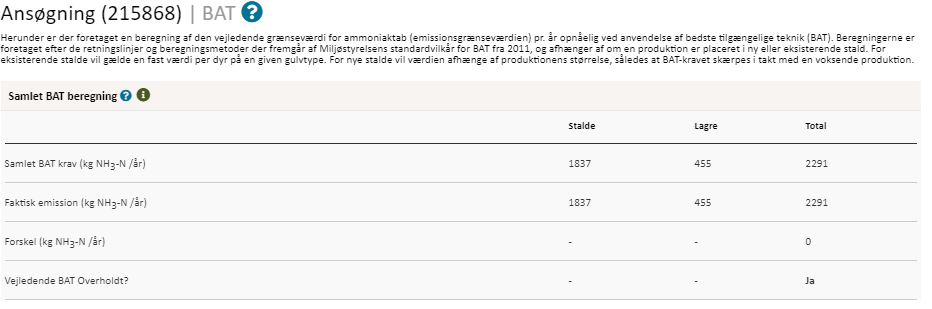 Ansøgning (215868) | BAT ?
Herunder er der foretaget en beregning af den vejledende grænseværdi for ammoniaktab (emissionsgrænseværdien) pr. år opnåelig ved anvendelse af bedste tilgængelige teknik (BAT). Beregningerne er
foretaget efter de retningslinjer og beregningsmetoder der fremgår af Miljøstyrelsens standardvilkår for BAT fra 2011, og afhænger af om en produktion er placeret i ny eller eksisterende stald. For
eksisterende stalde vil gælde en fast værdi per dyr på en given gulvtype. For nye stalde vil værdien afhænge af produktionens størrelse, således at BAT-kravet skærpes i takt med en voksende produktion.
Samlet BAT beregning ? i
Stalde Lagre Total
Samlet BAT krav (kg NH3-N /år) 1837 455 2291
Faktisk emission (kg NH3-N /år) 1837 455 2291
Forskel (kg NH3-N /år) - - 0
Vejledende BAT Overholdt? - - Ja